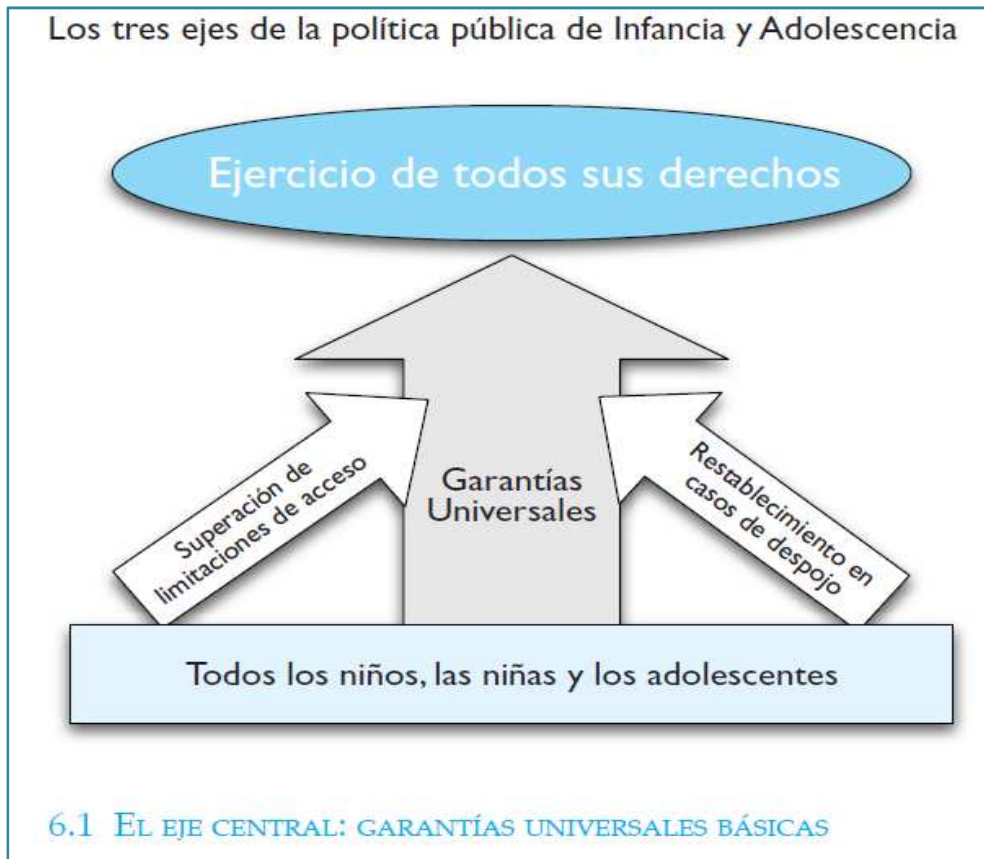 Los tres ejes de la política pública de Infancia y Adolescencia
Ejercicio de todos sus derechos
Superación de
limitaciones de acceso
Garantías
Universales
Restablecimiento en
casos de despojo
Todos los niños, las niñas y los adolescentes
6.1 EL EJE CENTRAL: GARANTÍAS UNIVERSALES BÁSICAS